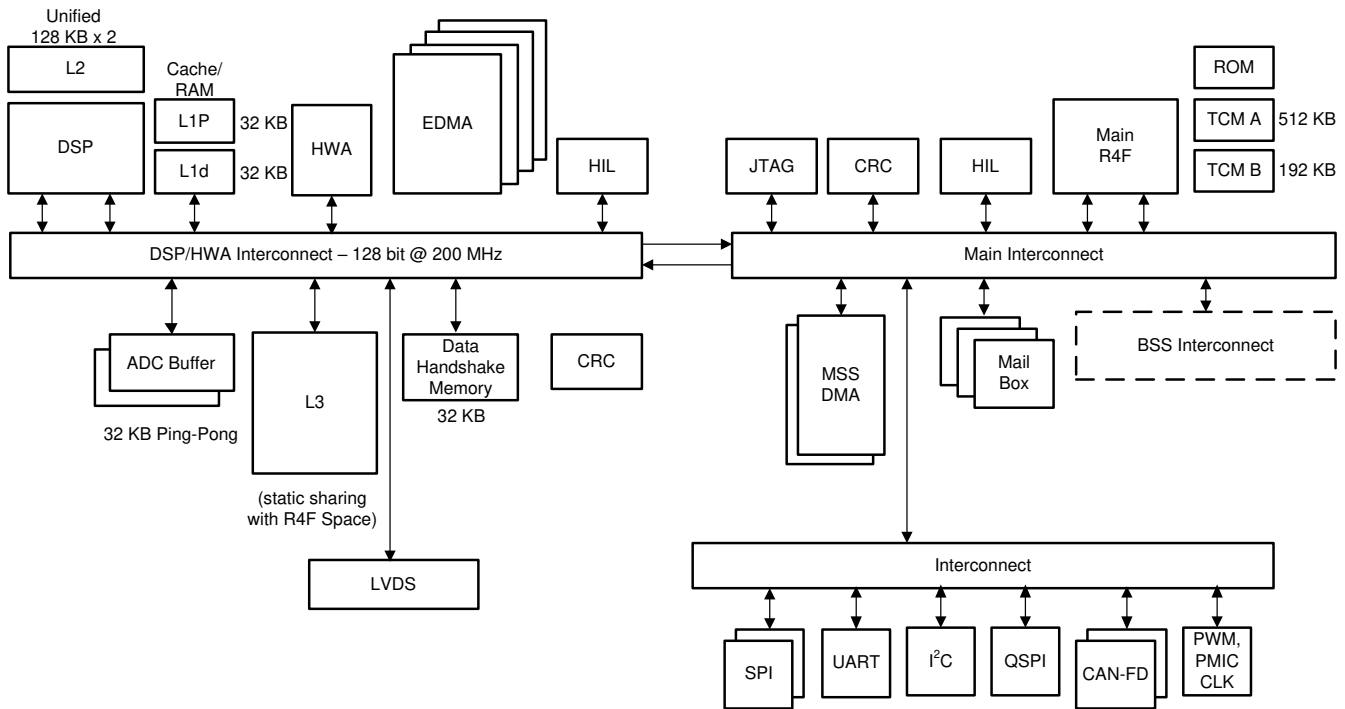 Unified
128 KB x 2
L2
Cache/
RAM
DSP
L1P
32 KB
L1d
32 KB
HWA
EDMA
HIL
JTAG
CRC
HIL
Main
R4F
ROM
TCM A
512 KB
TCM B
192 KB
DSP/HWA Interconnect – 128 bit @ 200 MHz
Main Interconnect
ADC Buffer
32 KB Ping-Pong
L3
(static sharing
with R4F Space)
Data
Handshake
Memory
32 KB
CRC
LVDS
MSS
DMA
Mail
Box
BSS Interconnect
Interconnect
SPI
UART
I²C
QSPI
CAN-FD
PWM,
PMIC
CLK